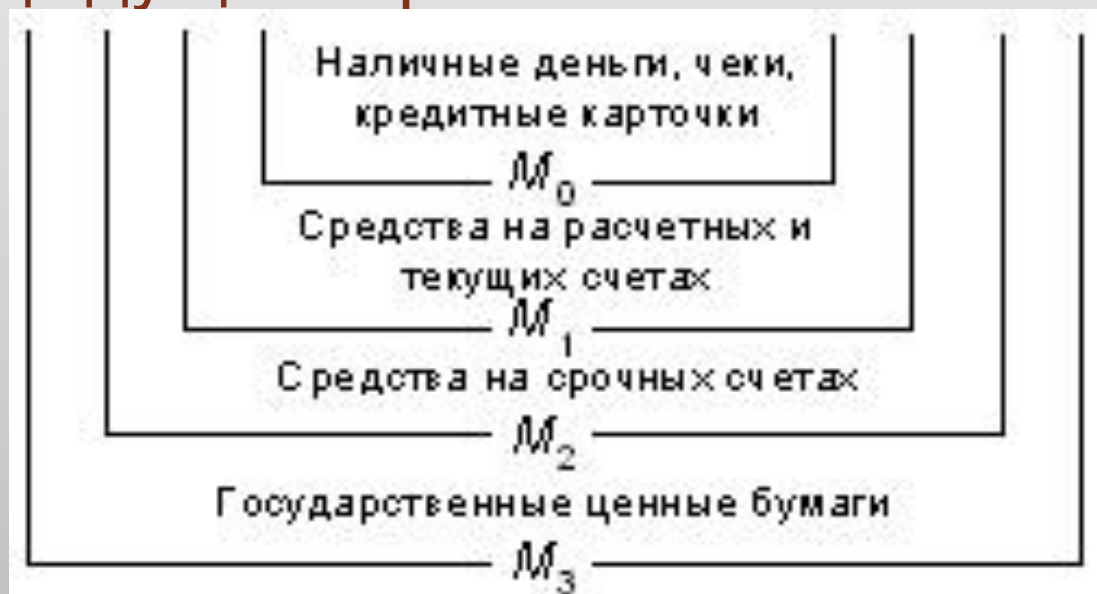 Наличные деньги, чеки,
кредитные карточки
M0
Средства на расчетных и
текущих счетах
M1
Средства на срочных счетах
M2
Государственные ценные бумаги
M3